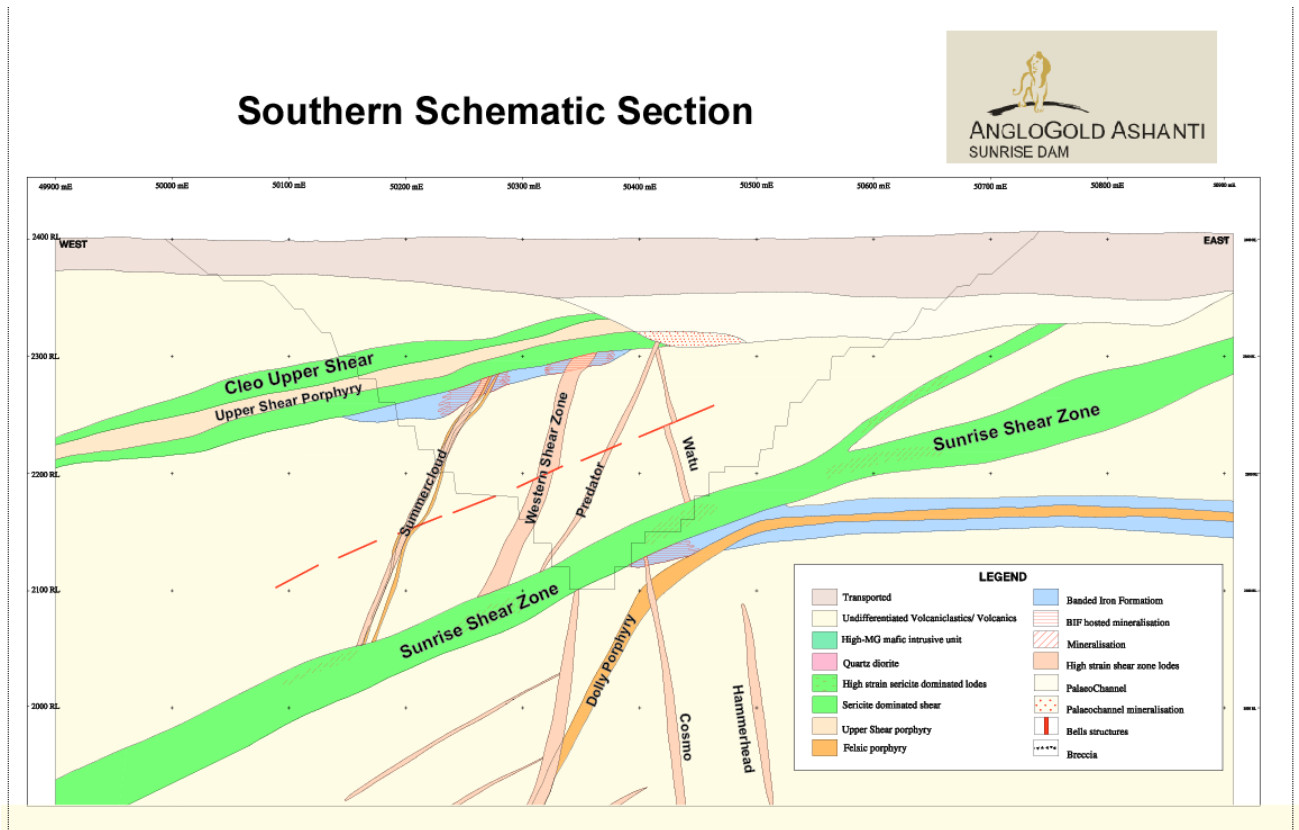 Southern Schematic Section
ANGLOGOLD ASHANTI
SUNRISE DAM
49900 mE
50000 mE
50100 mE
50200 mE
50300 mE
50400 mE
50500 mE
50600 mE
50700 mE
50800 mE
2400 RL
WEST
EAST
2300 RL
Cleo Upper Shear
Upper Shear Porphyry
Sunrise Shear Zone
Western Shear Zone
Watu
Summercloud
Predator
2200 RL
2100 RL
Sunrise Shear Zone
Dolly Porphyry
Cosmo
Hammerhead
2000 RL
LEGEND
Transported
Undifferentiated Volcaniclastics/ Volcanics
High-MG mafic intrusive unit
Quartz diorite
High strain sericite dominated lodes
Sericite dominated shear
Upper Shear porphyry
Felsic porphyry
Banded Iron Formatiom
BIF hosted mineralisation
Mineralisation
High strain shear zone lodes
PalaeoChannel
Palaeochannel mineralisation
Bells structures
Breccia